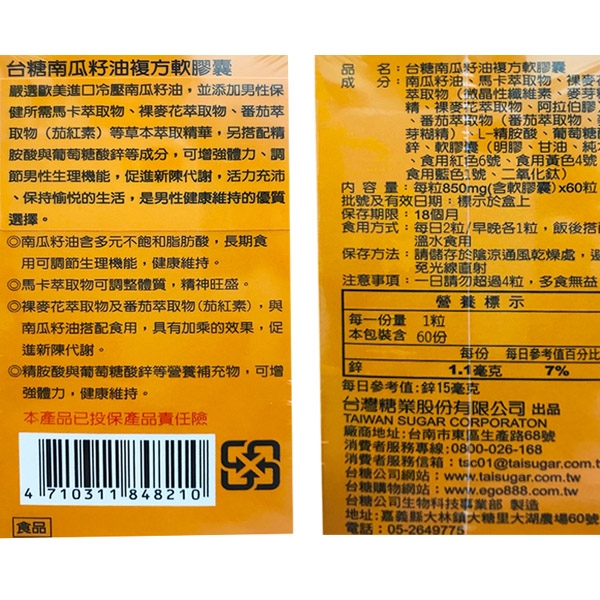 台糖南瓜籽油複方軟膠囊
嚴選歐美進口冷壓南瓜籽油，並添加男性保
健所需馬卡萃取物、裸麥花萃取物、番茄萃
取物（茄紅素）等草本萃取精華，另搭配精
胺酸與葡萄糖酸鋅等成分，可增強體力、調
節男性生理機能，促進新陳代謝，活力充沛
、保持愉悅的生活，是男性健康維持的優質
選擇。
◎南瓜籽油含多元不飽和脂肪酸，長期食
用可調節生理機能，健康維持。
◎馬卡萃取物可調整體質，精神旺盛。
◎裸麥花萃取物及番茄萃取物(茄紅素)，與
南瓜籽油搭配食用，具有加乘的效果，促
進新陳代謝。
◎精胺酸與葡萄糖酸鋅等營養補充物，可增
強體力，健康維持。
本產品已投保產品責任險
4 710311 848210
食品
品名：台糖南瓜籽油複方軟膠囊
成分：南瓜籽油、馬卡萃取物、裸麥花
萃取物（微晶性纖維素、麥芽糊
精、裸麥花萃取物、阿拉伯膠）
、番茄萃取物（番茄萃取物、麥
芽糊精）、L-精胺酸、葡萄糖酸
鋅、軟膠囊（明膠、甘油、純水
、食用紅色6號、食用黃色4號
、食用藍色1號、二氧化鈦）
內容量：每粒850mg(含軟膠囊)×60粒
批號及有效日期：標示於盒上
保存期限：18個月
食用方式：每日2粒/早晚各1粒，飯後搭配
溫水食用
保存方法：請儲存於陰涼通風乾燥處，避
免光線直射
注意事項：一日請勿超過4粒，多食無益
營養標示
每一份量 1粒
本包裝含 60份
每份 每日參考值百分比
鋅 1.1毫克 7%
每日參考值：鋅15毫克
台灣糖業股份有限公司 出品
TAIWAN SUGAR CORPORATON
廠商地址：台南市東區生產路68號
消費者服務專線：0800-026-168
消費者服務信箱：tsc01@taisugar.com.tw
台糖公司網站：www.taisugar.com.tw
台糖購物網站：www.ego888.com.tw
台糖公司生物科技事業部 製造
地址：嘉義縣大林鎮大糖里大湖農場60號
電話：05-2649775